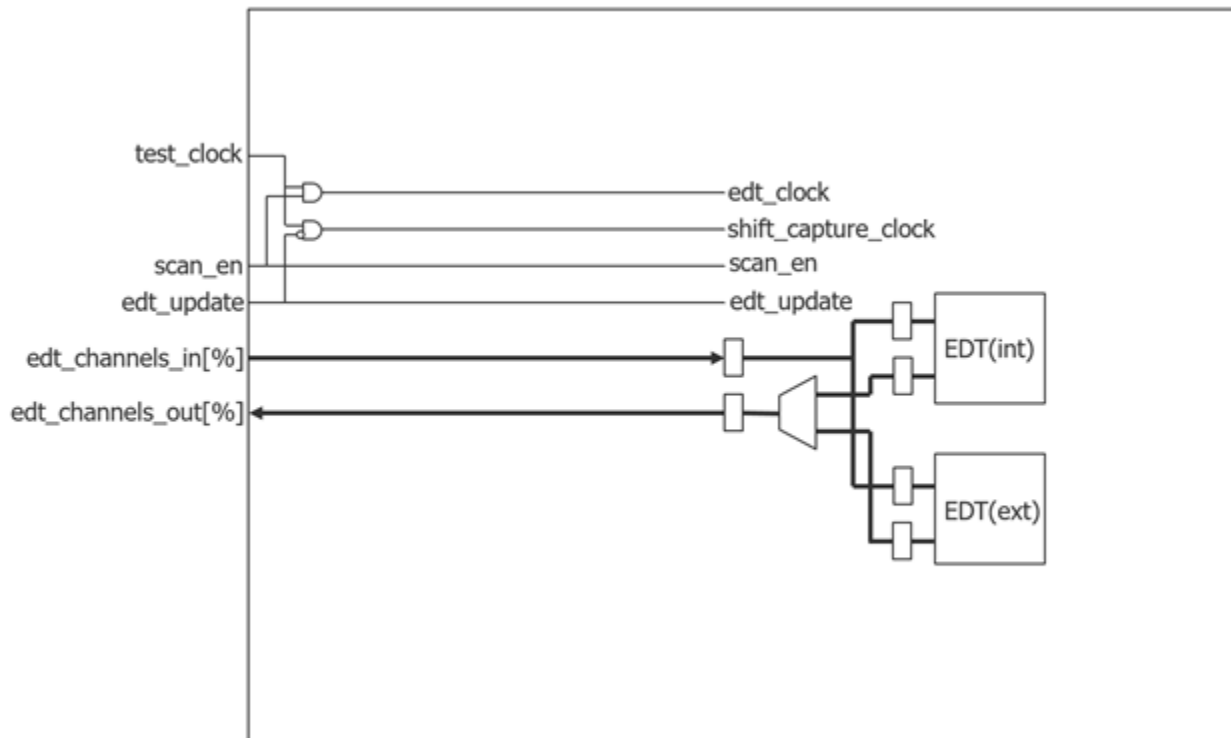 test_clock
edt_clock
shift_capture_clock
scan_en
scan_en
edt_update
edt_update
EDT(int)
edt_channels_in[%]
edt_channels_out[%]
EDT(ext)